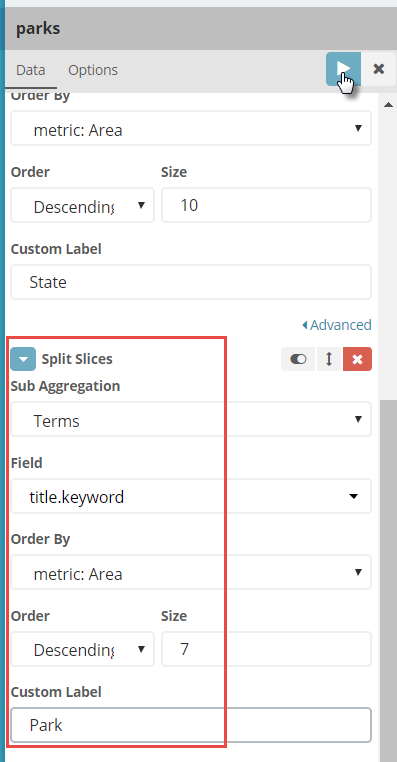 parks
Data Options
Order By
metric: Area
Order Size
Descending 10
Custom Label
State
Advanced
Split Slices
Sub Aggregation
Terms
Field
title.keyword
Order By
metric: Area
Order Size
Descending 7
Custom Label
Park